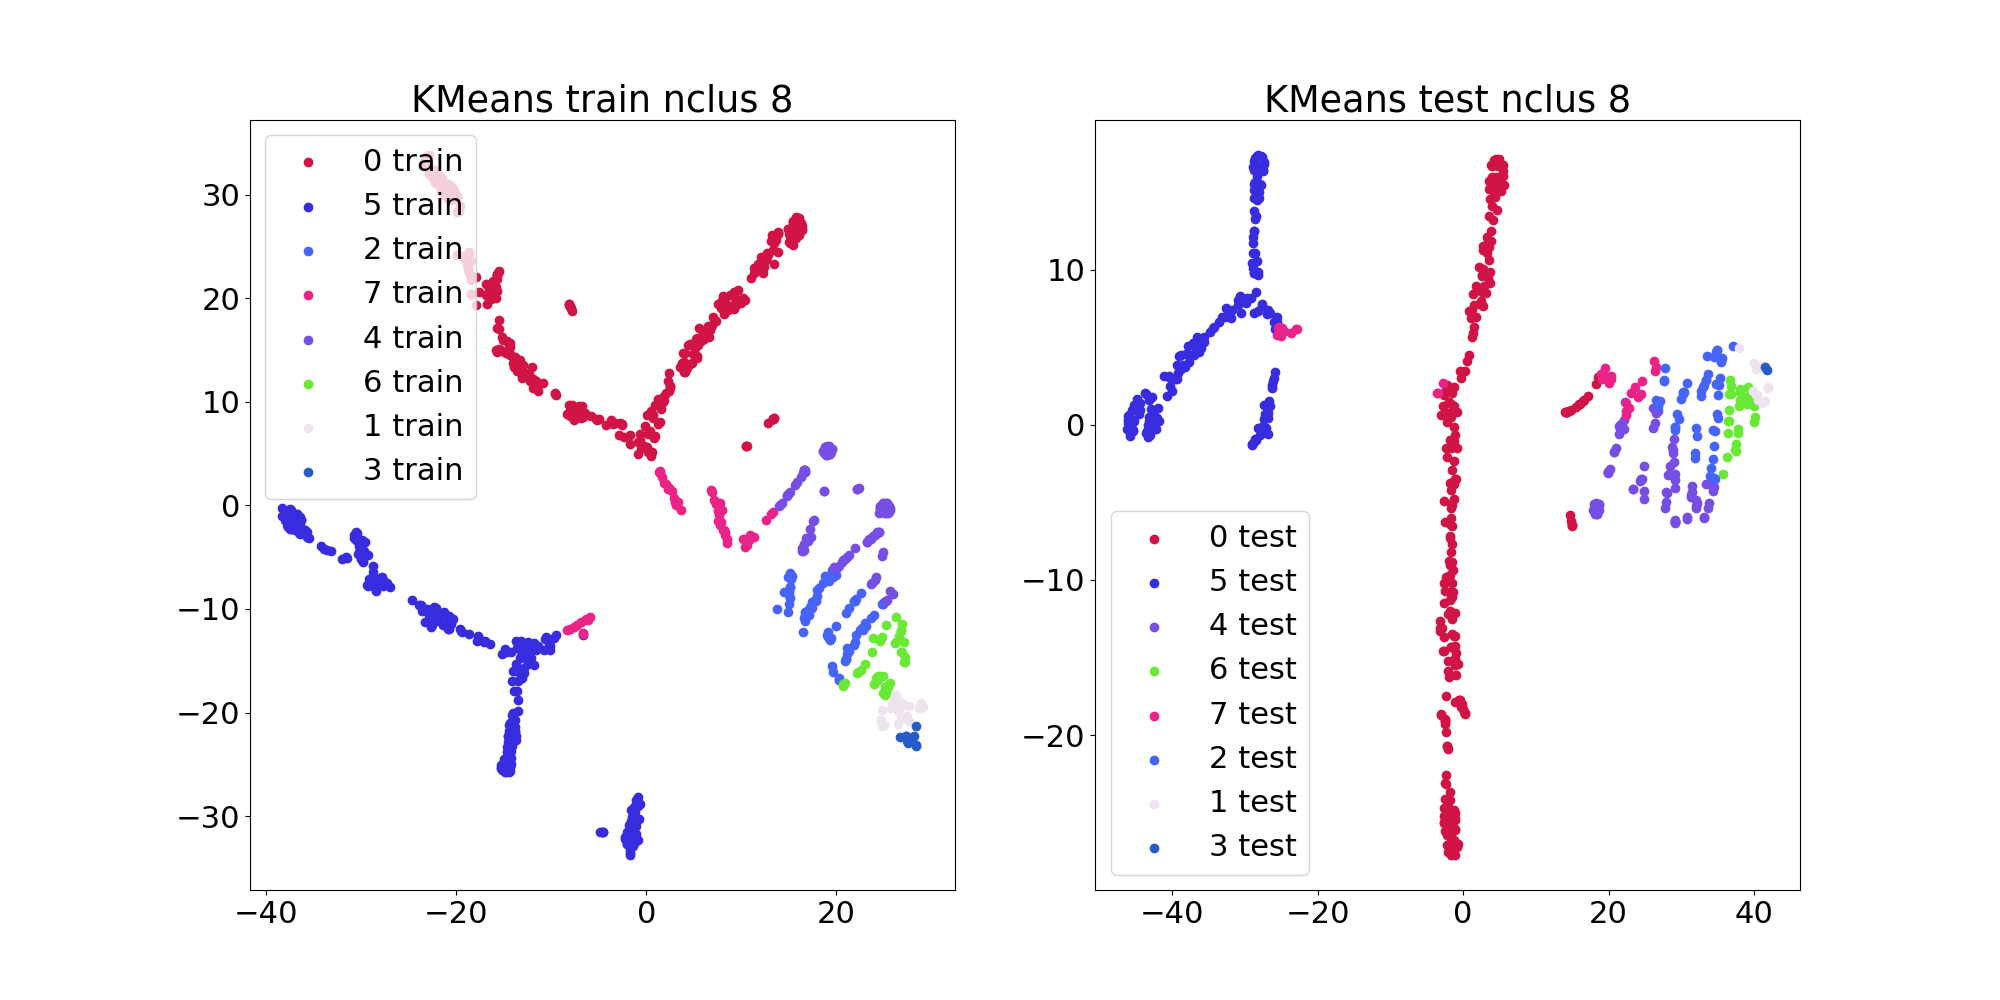 KMeans train nclus 8
30
20
10
0
−10
−20
−30
−40
−20
0
20
0 train
5 train
2 train
7 train
4 train
6 train
1 train
3 train
KMeans test nclus 8
10
0
−10
−20
−40
−20
0
20
40
0 test
5 test
4 test
6 test
7 test
2 test
1 test
3 test